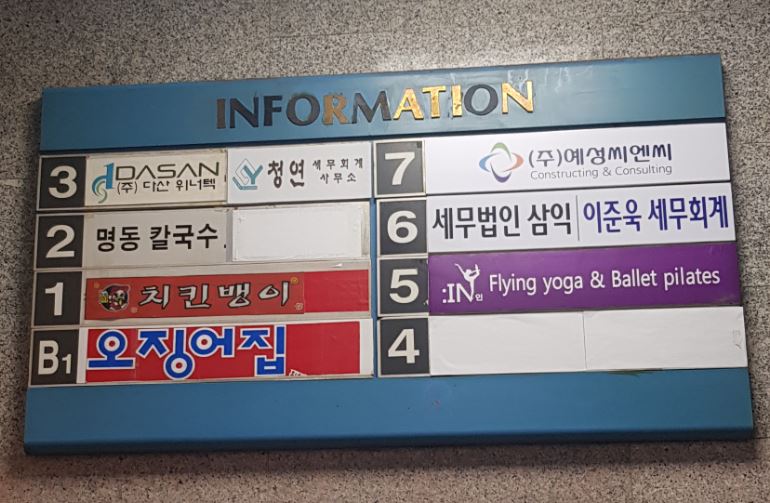 INFORMATION
3 DASAN (주) 다산 위너텍 청연 세무회계 사무소
2 명동 칼국수
1 치킨뱅이
B1 오징어집
7 (주)예성씨엔씨 Constructing & Consulting
6 세무법인 삼익 이준욱 세무회계
5 :IN 인 Flying yoga & Ballet pilates
4